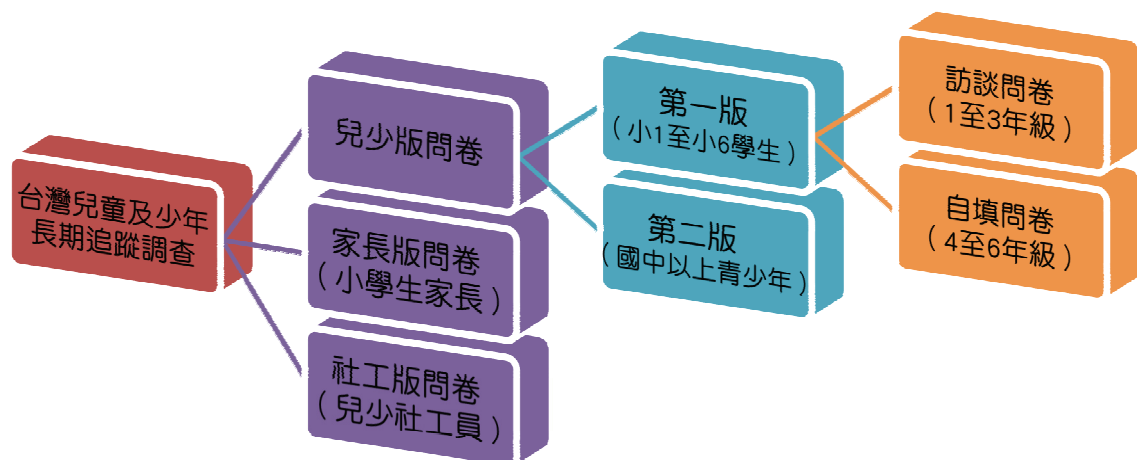 台灣兒童及少年
長期追蹤調查
兒少版問卷
家長版問卷
（小學生家長）
社工版問卷
（兒少社工員）
第一版
（小1至小6學生）
第二版
（國中以上青少年）
訪談問卷
（1至3年級）
自填問卷
（4至6年級）